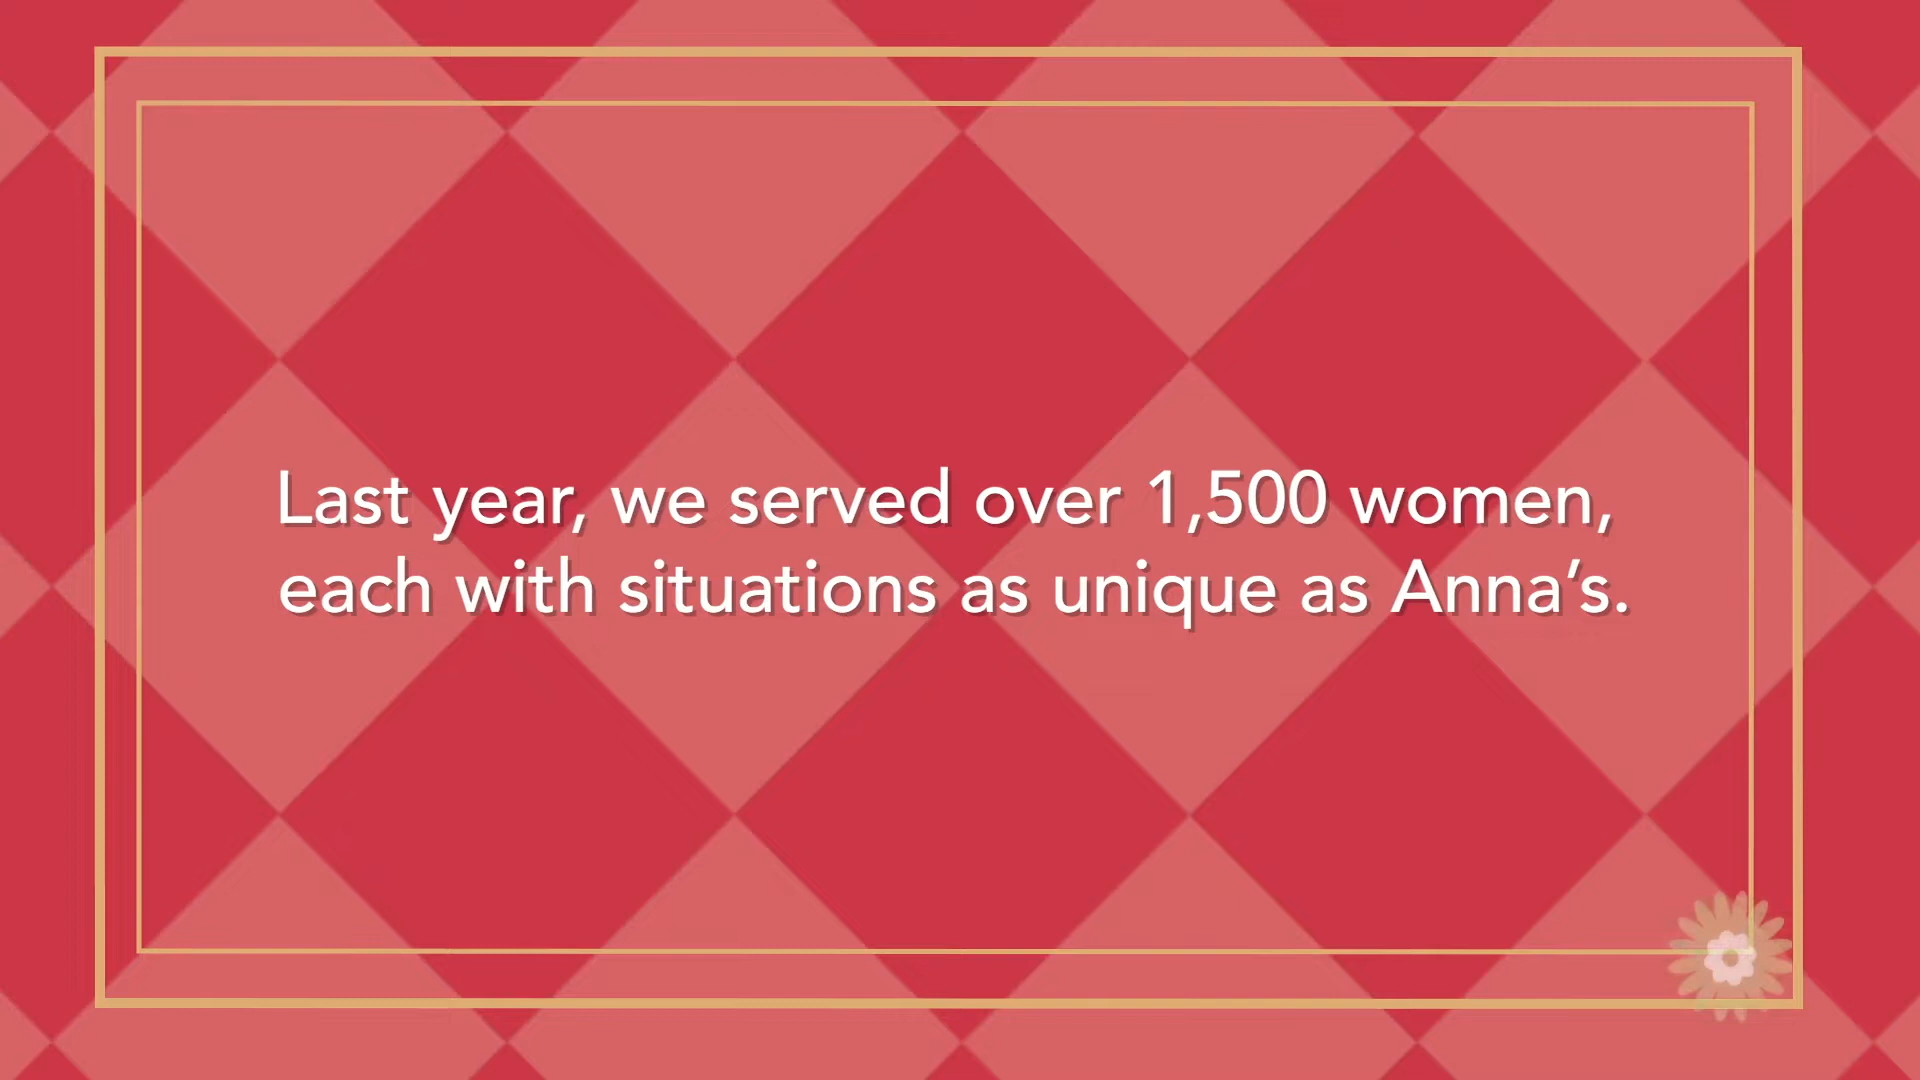 Last year, we served over 1,500 women,
each with situations as unique as Anna’s.